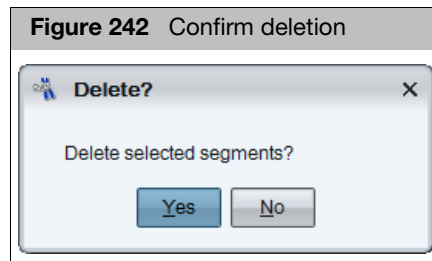 Figure 242 Confirm deletion
Delete?
Delete selected segments?
Yes No